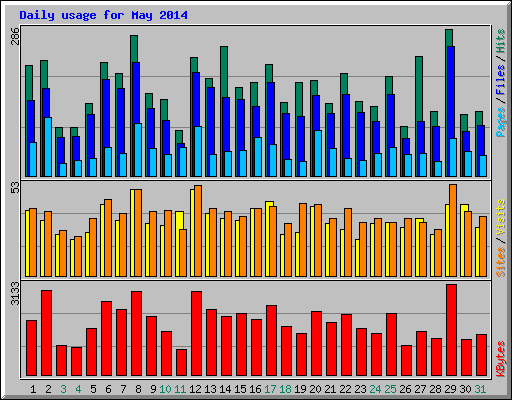 Daily usage for May 2014
286
Pages / Files / Hits
53
Sites / Visits
3133
KBytes
1 2 3 4 5 6 7 8 9 10 11 12 13 14 15 16 17 18 19 20 21 22 23 24 25 26 27 28 29 30 31